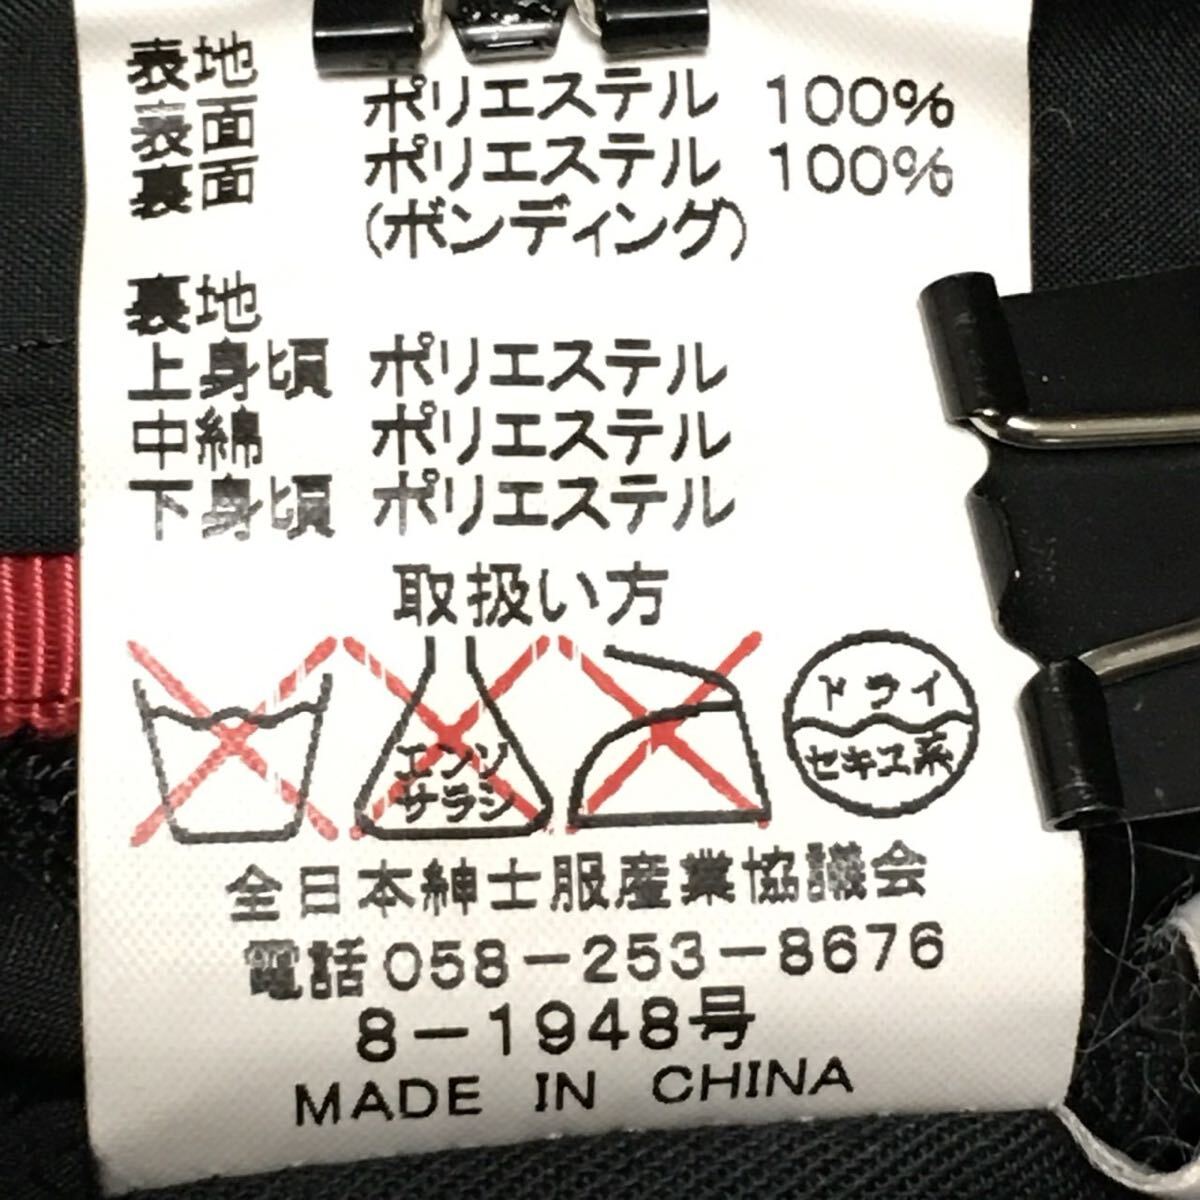 表地
表面 ポリエステル 100%
裏面 ポリエステル 100%
(ボンディング)
裏地
上身頃 ポリエステル
中綿 ポリエステル
下身頃 ポリエステル
取扱い方
エンソ
サラシ
ドライ
セキユ系
全日本紳士服産業協議会
電話058-253-8676
8-1948号
MADE IN CHINA